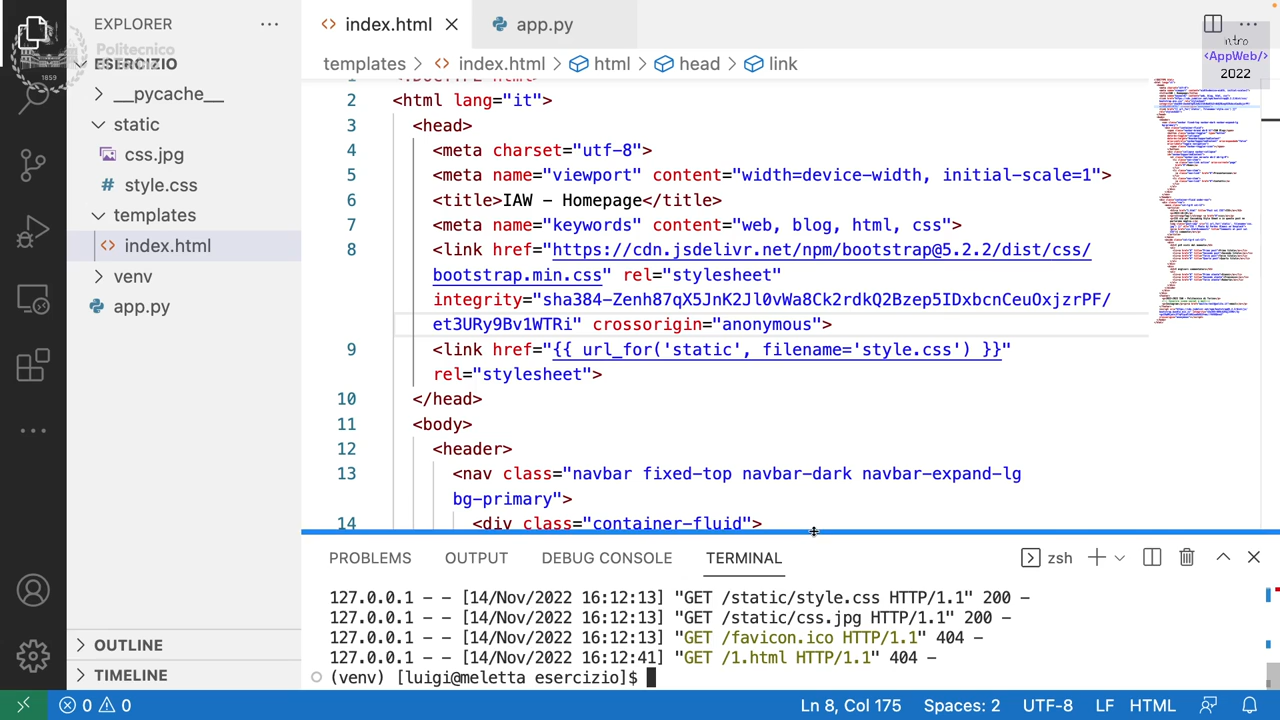 EXPLORER
index.html
app.py
ntro
<AppWeb/>
2022
Politecnico
1859
ESERCIZIO
__pycache__
static
css.jpg
style.css
templates
index.html
venv
app.py
OUTLINE
TIMELINE
templates > index.html > html > head > link
2 <html lang="it">
3 <head>
4 <meta charset="utf-8">
5 <meta name="viewport" content="width=device-width, initial-scale=1">
6 <title>IAW – Homepage</title>
7 <meta name="keywords" content="web, blog, html, css">
8 <link href="https://cdn.jsdelivr.net/npm/bootstrap@5.2.2/dist/css/
bootstrap.min.css" rel="stylesheet"
integrity="sha384-Zenh87qX5JnK2Jl0vWa8Ck2rdkQ2Bzep5IDxbcnCeuOxjzrPF/
et3URy9Bv1WTRi" crossorigin="anonymous">
9 <link href="{{ url_for('static', filename='style.css') }}"
rel="stylesheet">
10 </head>
11 <body>
12 <header>
13 <nav class="navbar fixed-top navbar-dark navbar-expand-lg
bg-primary">
14 <div class="container-fluid">
PROBLEMS OUTPUT DEBUG CONSOLE TERMINAL
zsh
127.0.0.1 - - [14/Nov/2022 16:12:13] "GET /static/style.css HTTP/1.1" 200 -
127.0.0.1 - - [14/Nov/2022 16:12:13] "GET /static/css.jpg HTTP/1.1" 200 -
127.0.0.1 - - [14/Nov/2022 16:12:13] "GET /favicon.ico HTTP/1.1" 404 -
127.0.0.1 - - [14/Nov/2022 16:12:41] "GET /1.html HTTP/1.1" 404 -
(venv) [luigi@meletta esercizio]$
0 0
Ln 8, Col 175 Spaces: 2 UTF-8 LF HTML